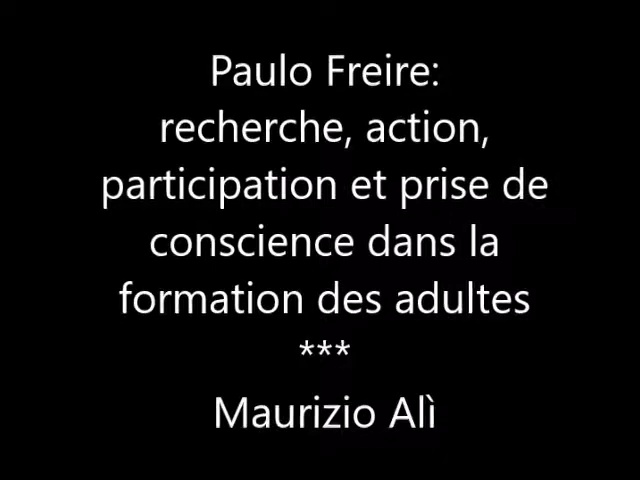 Paulo Freire:
recherche, action,
participation et prise de
conscience dans la
formation des adultes
***
Maurizio Alì